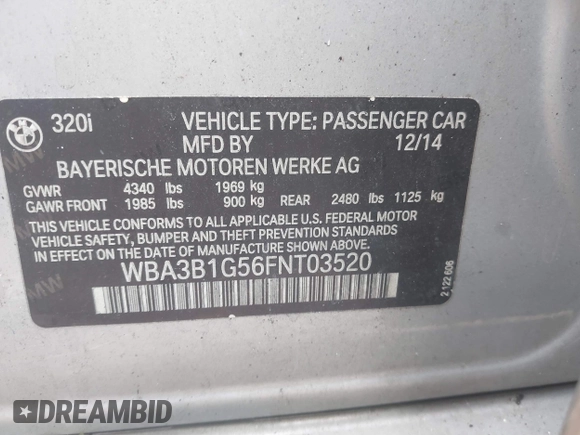 320i VEHICLE TYPE: PASSENGER CAR
MFD BY 12/14
BAYERISCHE MOTOREN WERKE AG
GVWR 4340 lbs 1969 kg
GAWR FRONT 1985 lbs 900 kg REAR 2480 lbs 1125 kg
THIS VEHICLE CONFORMS TO ALL APPLICABLE U.S. FEDERAL MOTOR
VEHICLE SAFETY, BUMPER AND THEFT PREVENTION STANDARDS
IN EFFECT ON THE DATE OF MANUFACTURE SHOWN ABOVE.
WBA3B1G56FNT03520
2 122 606
DREAMBID